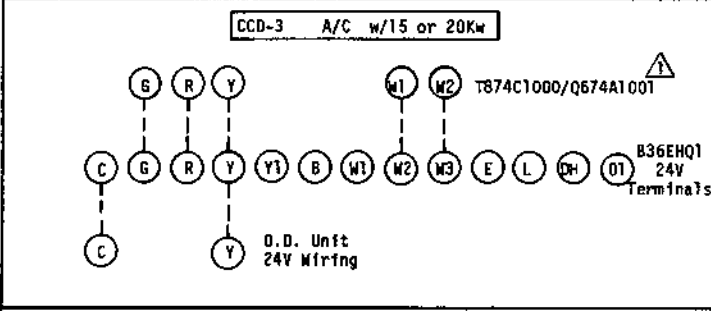 CCD-3 A/C w/15 or 20Kw
G R Y W1 W2 T874C1000/Q674A1001
1
C G R Y Y1 B W1 W2 W3 E L DH O1
B36EHQ1
24V
Terminals
C Y
O.D. Unit
24V Wiring